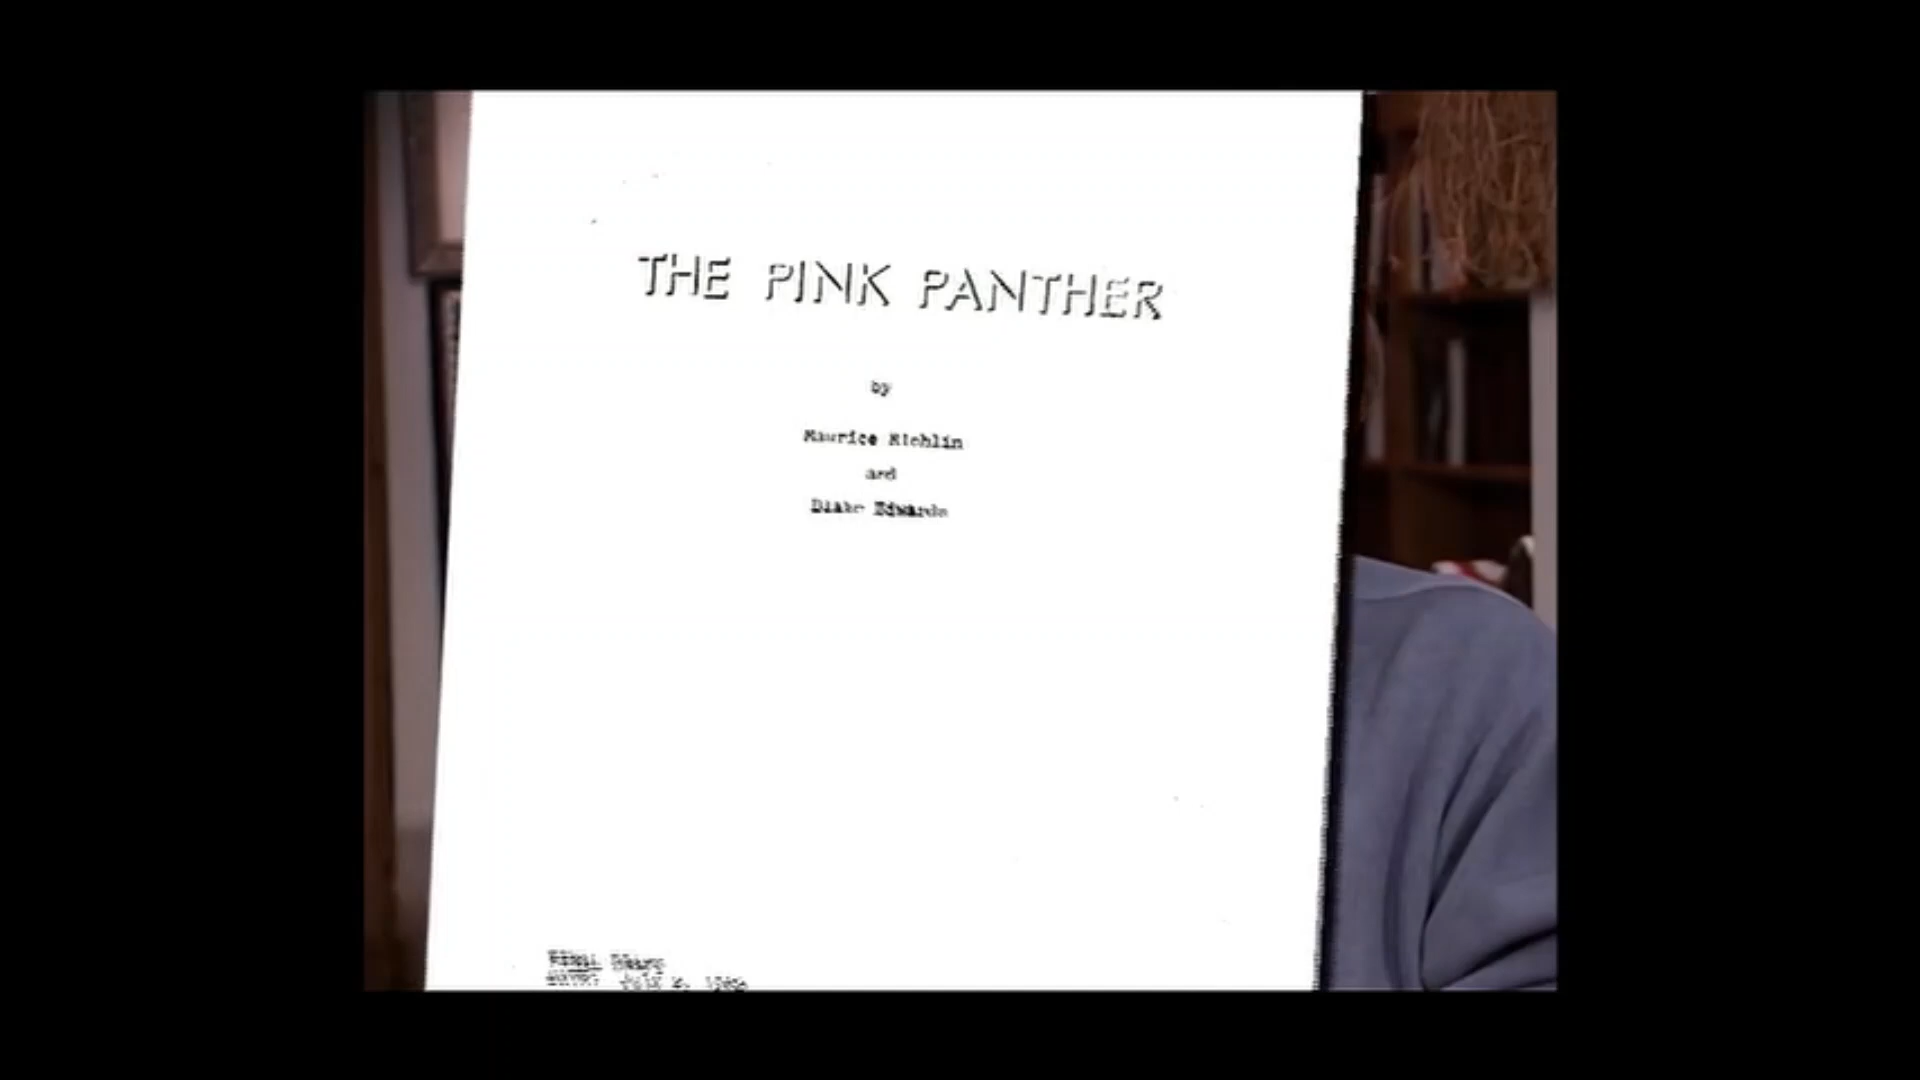 THE PINK PANTHER
by
Maurice Richlin
and
Blake Edwards